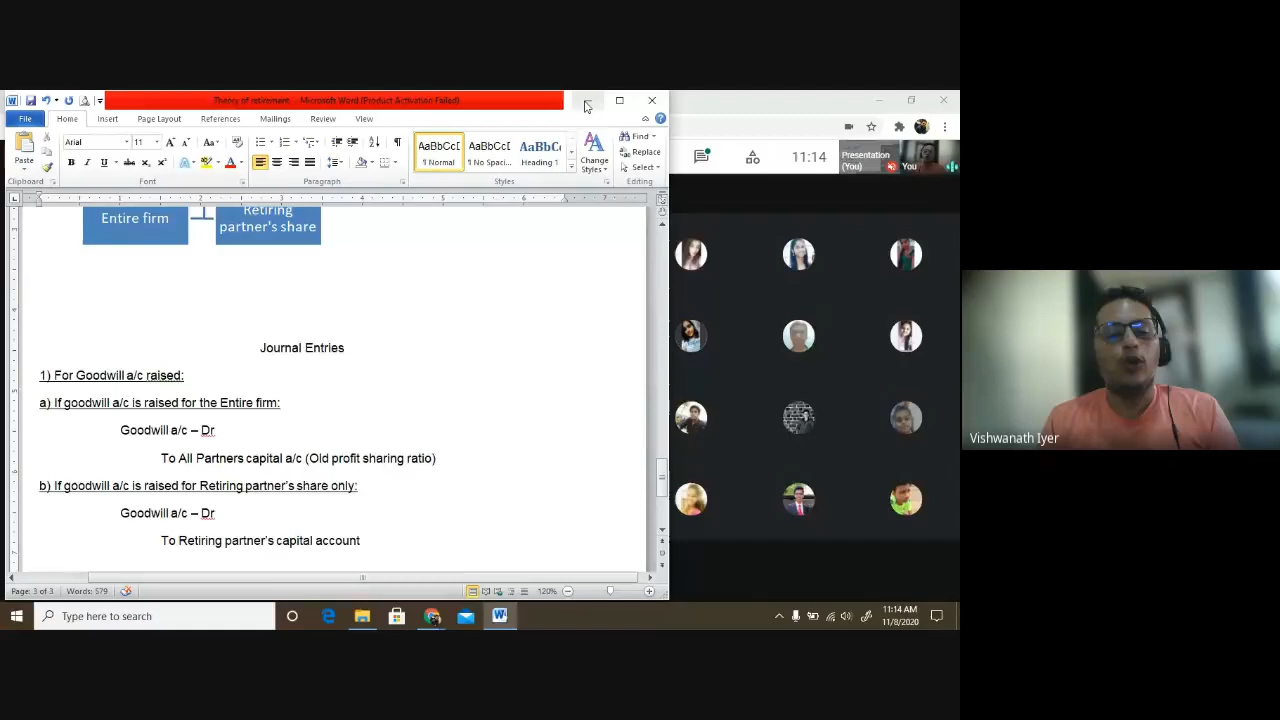 Theory of retirement - Microsoft Word (Product Activation Failed)
File Home Insert Page Layout References Mailings Review View
Paste
Arial 11
AaBbCcI AaBbCcI AaBbC
¶ Normal ¶ No Spaci... Heading 1
Change Styles
Find
Replace
Select
Clipboard Font Paragraph Styles Editing
11:14
Presentation (You)
You
Entire firm
Retiring partner's share
Journal Entries
1) For Goodwill a/c raised:
a) If goodwill a/c is raised for the Entire firm:
Goodwill a/c – Dr
To All Partners capital a/c (Old profit sharing ratio)
b) If goodwill a/c is raised for Retiring partner's share only:
Goodwill a/c – Dr
To Retiring partner's capital account
Page: 3 of 3 Words: 579 120%
Type here to search
11:14 AM
11/8/2020
Vishwanath Iyer